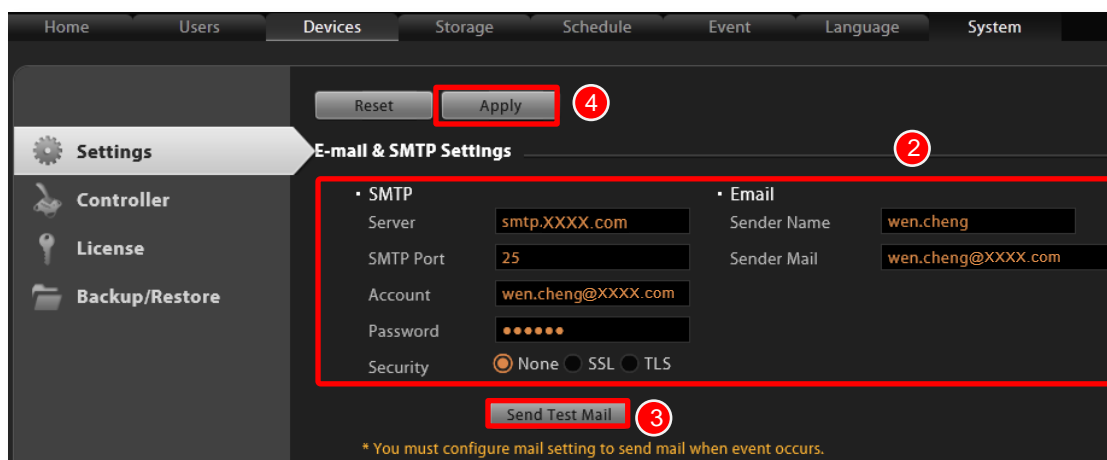 Home Users Devices Storage Schedule Event Language System
Reset Apply 4
Settings
E-mail & SMTP Settings 2
Controller
License
Backup/Restore
• SMTP • Email
Server smtp.XXXX.com Sender Name wen.cheng
SMTP Port 25 Sender Mail wen.cheng@XXXX.com
Account wen.cheng@XXXX.com
Password ●●●●●●
Security None SSL TLS
Send Test Mail 3
* You must configure mail setting to send mail when event occurs.